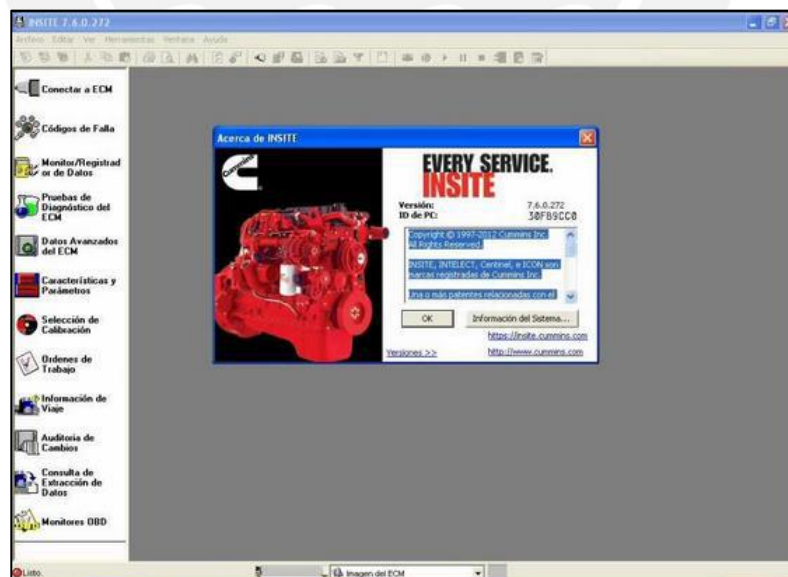 INSITE 7.6.0.272
Archivo Editar Ver Herramientas Ventana Ayuda
Conectar a ECM
Códigos de Falla
Monitor/Registrad
or de Datos
Pruebas de
Diagnóstico del
ECM
Datos Avanzados
del ECM
Características y
Parámetros
Selección de
Calibración
Ordenes de
Trabajo
Información de
Viaje
Auditoria de
Cambios
Consulta de
Extracción de
Datos
Monitores OBD
Acerca de INSITE
Cummins
EVERY SERVICE.
INSITE
Versión: 7.6.0.272
ID de PC: 30FB9CC0
Copyright © 1997-2012 Cummins Inc.
All Rights Reserved.
INSITE, INTELECT, Centinel, e ICON son
marcas registradas de Cummins Inc.
Una o más patentes relacionadas con el
OK
Información del Sistema...
https://insite.cummins.com
Versiones >>
http://www.cummins.com
Listo.
Imagen del ECM